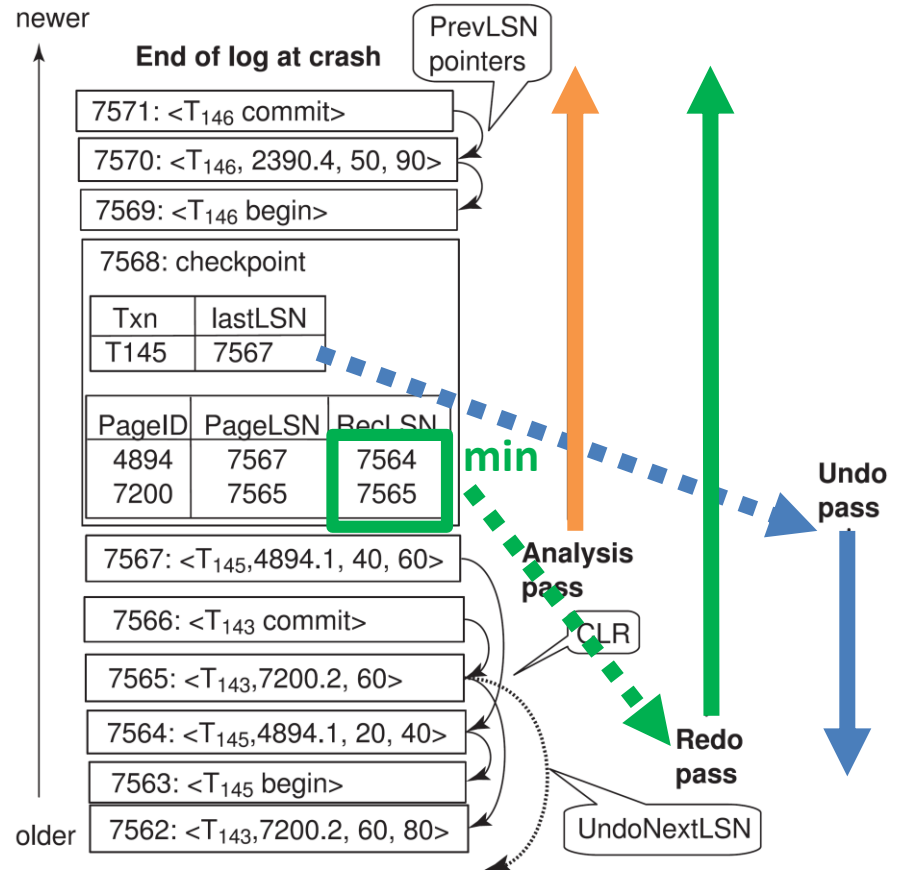 newer
PrevLSN
pointers
End of log at crash
7571: <T146 commit>
7570: <T146, 2390.4, 50, 90>
7569: <T146 begin>
7568: checkpoint
Txn lastLSN
T145 7567
PageID PageLSN RecLSN
4894 7567 7564
7200 7565 7565
min
Undo
pass
Analysis
pass
7567: <T145,4894.1, 40, 60>
7566: <T143 commit>
CLR
7565: <T143,7200.2, 60>
7564: <T145,4894.1, 20, 40>
Redo
pass
7563: <T145 begin>
7562: <T143,7200.2, 60, 80>
older
UndoNextLSN